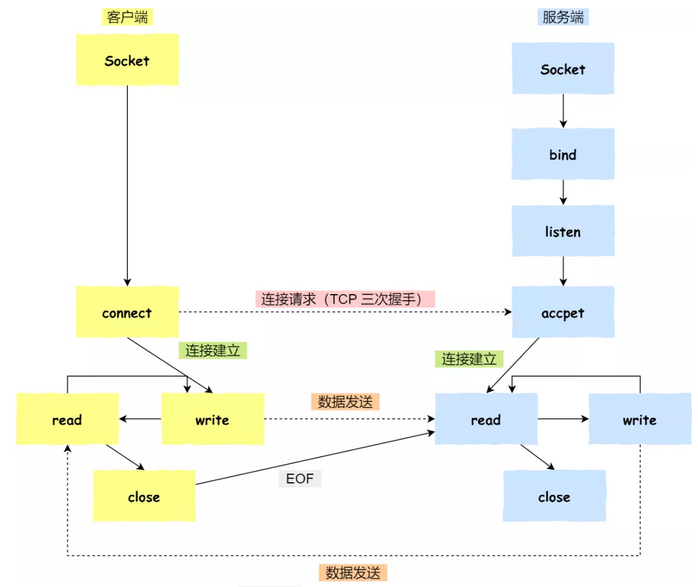 客户端
服务端
Socket
Socket
bind
listen
connect
连接请求（TCP 三次握手）
accpet
连接建立
连接建立
read
write
数据发送
read
write
close
EOF
close
数据发送